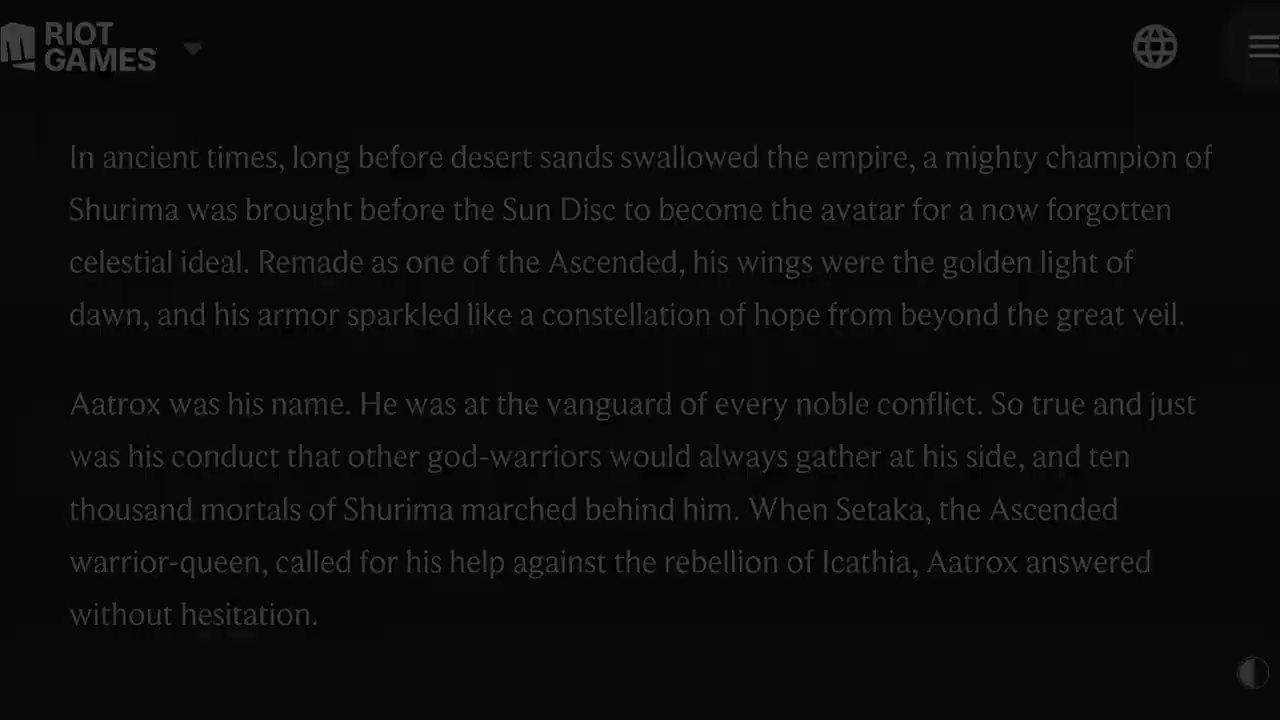 RIOT
GAMES
In ancient times, long before desert sands swallowed the empire, a mighty champion of
Shurima was brought before the Sun Disc to become the avatar for a now forgotten
celestial ideal. Remade as one of the Ascended, his wings were the golden light of
dawn, and his armor sparkled like a constellation of hope from beyond the great veil.
Aatrox was his name. He was at the vanguard of every noble conflict. So true and just
was his conduct that other god-warriors would always gather at his side, and ten
thousand mortals of Shurima marched behind him. When Setaka, the Ascended
warrior-queen, called for his help against the rebellion of Icathia, Aatrox answered
without hesitation.